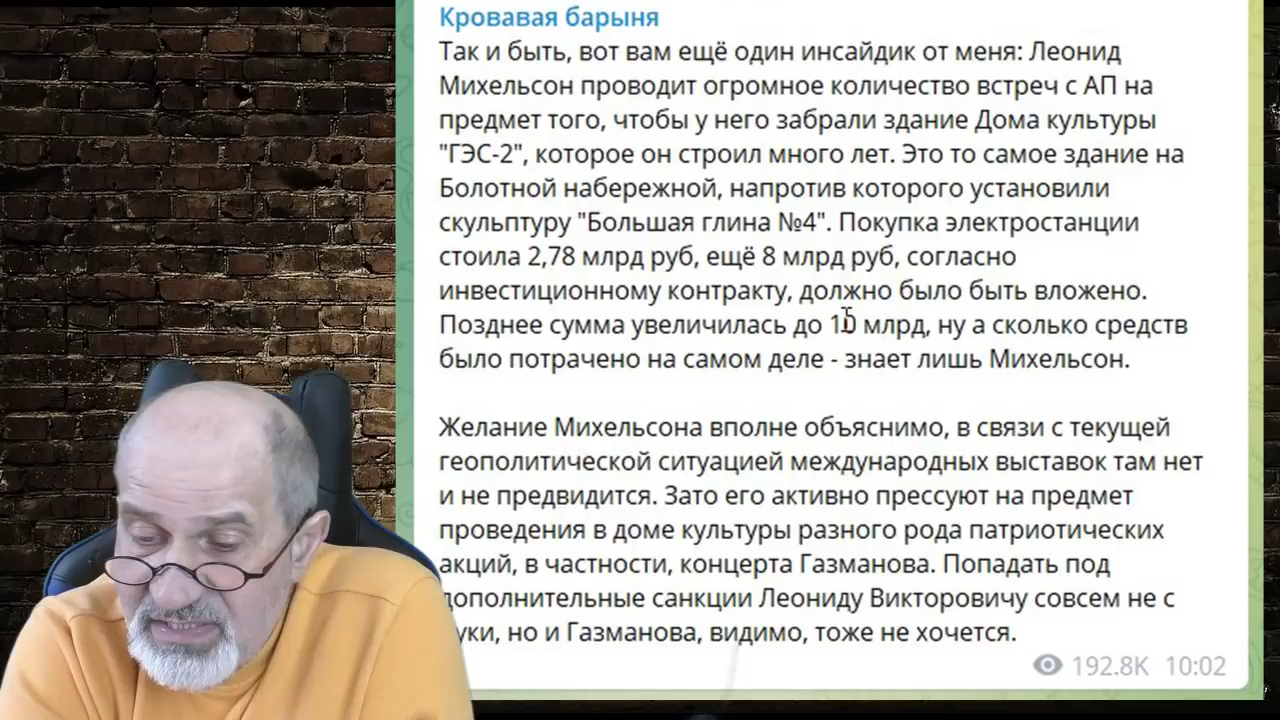 Кровавая барыня
Так и быть, вот вам ещё один инсайдик от меня: Леонид
Михельсон проводит огромное количество встреч с АП на
предмет того, чтобы у него забрали здание Дома культуры
"ГЭС-2", которое он строил много лет. Это то самое здание на
Болотной набережной, напротив которого установили
скульптуру "Большая глина №4". Покупка электростанции
стоила 2,78 млрд руб, ещё 8 млрд руб, согласно
инвестиционному контракту, должно было быть вложено.
Позднее сумма увеличилась до 10 млрд, ну а сколько средств
было потрачено на самом деле - знает лишь Михельсон.
Желание Михельсона вполне объяснимо, в связи с текущей
геополитической ситуацией международных выставок там нет
и не предвидится. Зато его активно прессуют на предмет
проведения в доме культуры разного рода патриотических
акций, в частности, концерта Газманова. Попадать под
дополнительные санкции Леониду Викторовичу совсем не с
руки, но и Газманова, видимо, тоже не хочется.
192.8K 10:02